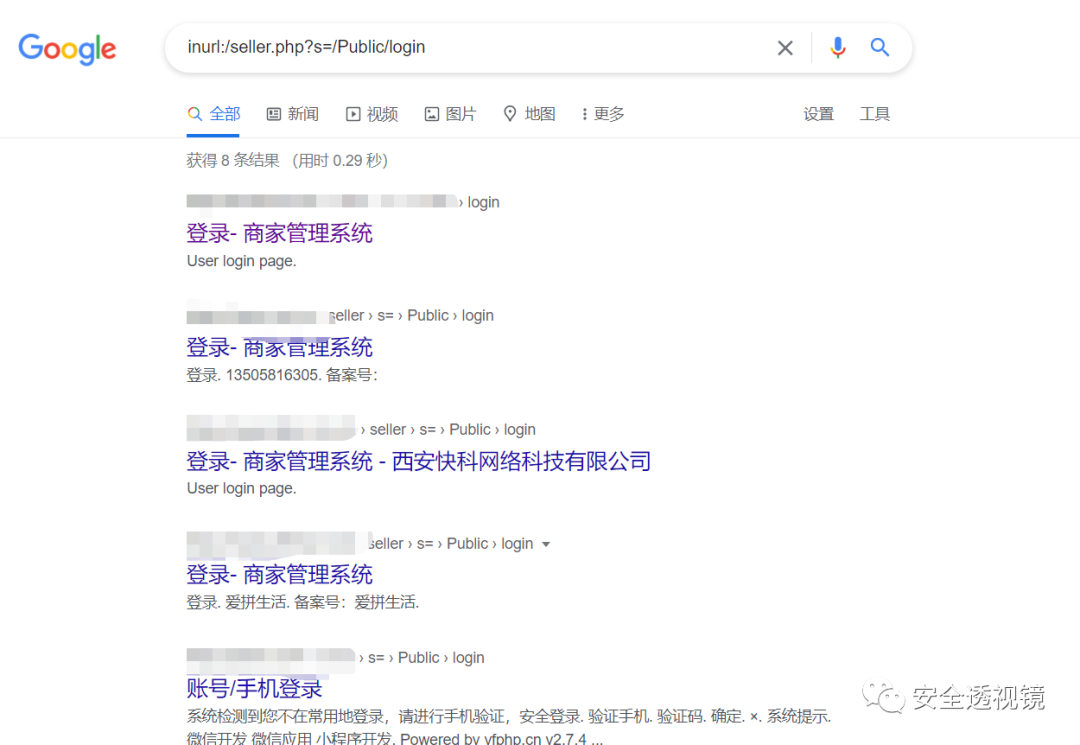 Google
inurl:/seller.php?s=/Public/login
全部 新闻 视频 图片 地图 更多 设置 工具
获得 8 条结果 （用时 0.29 秒）
› login
登录- 商家管理系统
User login page.
seller › s= › Public › login
登录- 商家管理系统
登录. 13505816305. 备案号：
› seller › s= › Public › login
登录- 商家管理系统 - 西安快科网络科技有限公司
User login page.
seller › s= › Public › login
登录- 商家管理系统
登录. 爱拼生活. 备案号：爱拼生活.
› s= › Public › login
账号/手机登录
系统检测到您不在常用地登录，请进行手机验证，安全登录. 验证手机. 验证码. 确定. ×. 系统提示.
微信开发 微信应用 小程序开发. Powered by yfphp.cn v2.7.4 ...
安全透视镜